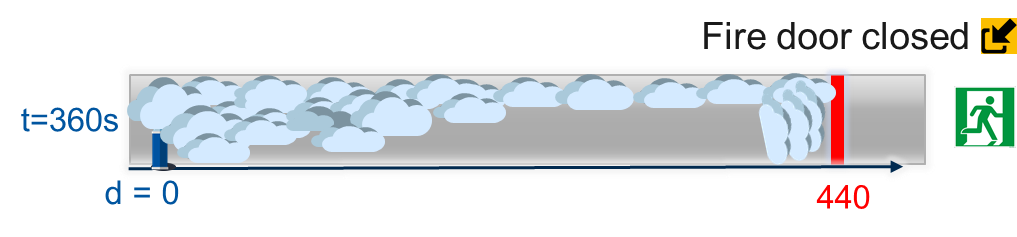 Fire door closed
t=360s
d = 0
440